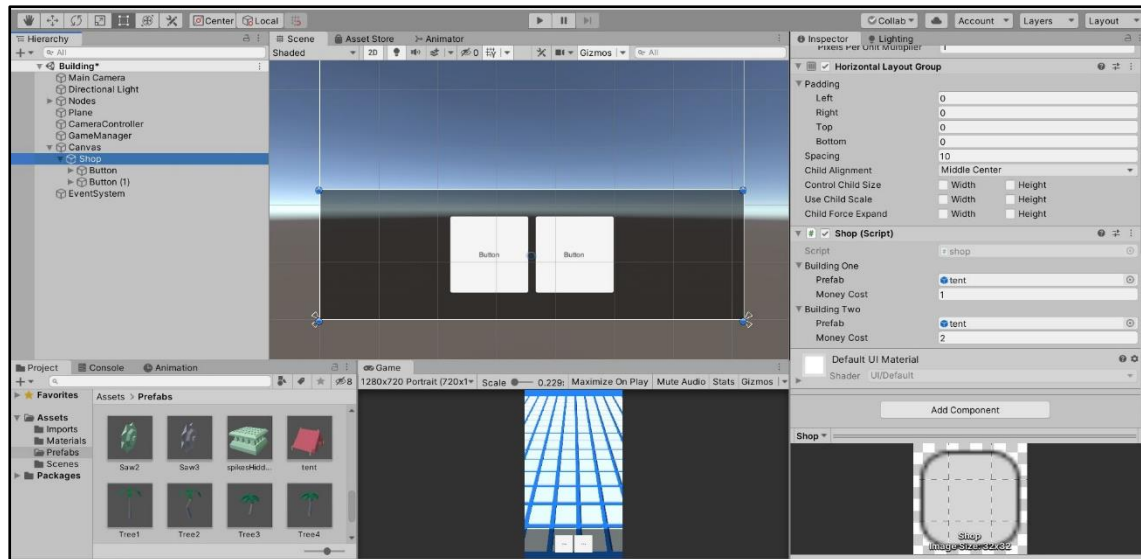 Center Local
Collab Account Layers Layout
Hierarchy
All
Building*
Main Camera
Directional Light
Nodes
Plane
CameraController
GameManager
Canvas
Shop
Button
Button (1)
EventSystem
Scene Asset Store Animator
Shaded 2D 0 Gizmos All
Button Button
Project Console Animation
8
Favorites
Assets
Imports
Materials
Prefabs
Scenes
Packages
Assets > Prefabs
Saw2 Saw3 spikesHidd... tent
Tree1 Tree2 Tree3 Tree4
Game
1280x720 Portrait (720x1 Scale 0.229: Maximize On Play Mute Audio Stats Gizmos
Inspector Lighting
Pixels Per Unit Multiplier 1
Horizontal Layout Group
Padding
Left 0
Right 0
Top 0
Bottom 0
Spacing 10
Child Alignment Middle Center
Control Child Size Width Height
Use Child Scale Width Height
Child Force Expand Width Height
# Shop (Script)
Script shop
Building One
Prefab tent
Money Cost 1
Building Two
Prefab tent
Money Cost 2
Default UI Material
Shader UI/Default
Add Component
Shop
Shop
Image Size: 32x32